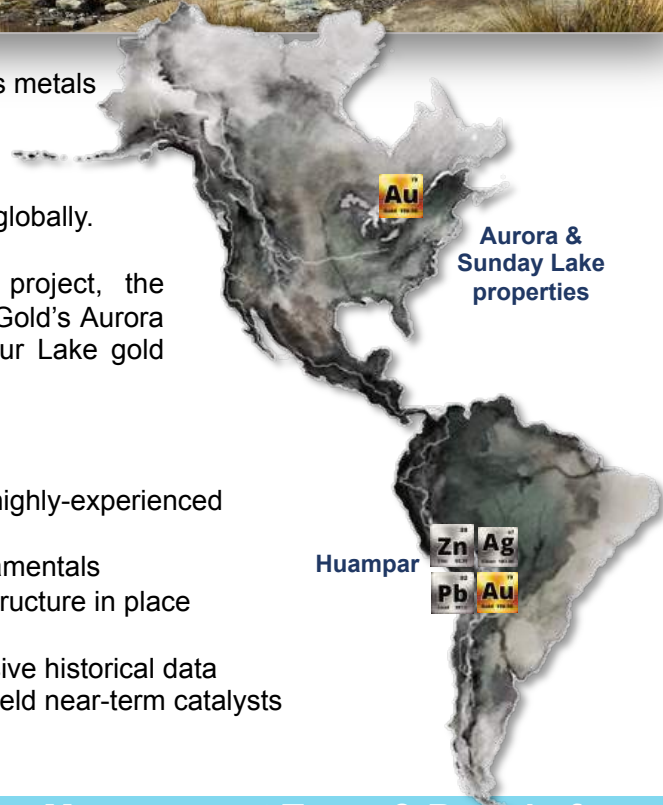 s metals
globally.
project, the
Gold's Aurora
ur Lake gold
Au
Aurora &
Sunday Lake
properties
highly-experienced
amentals
ructure in place
ive historical data
eld near-term catalysts
Huampar
Zn Ag
Pb Au